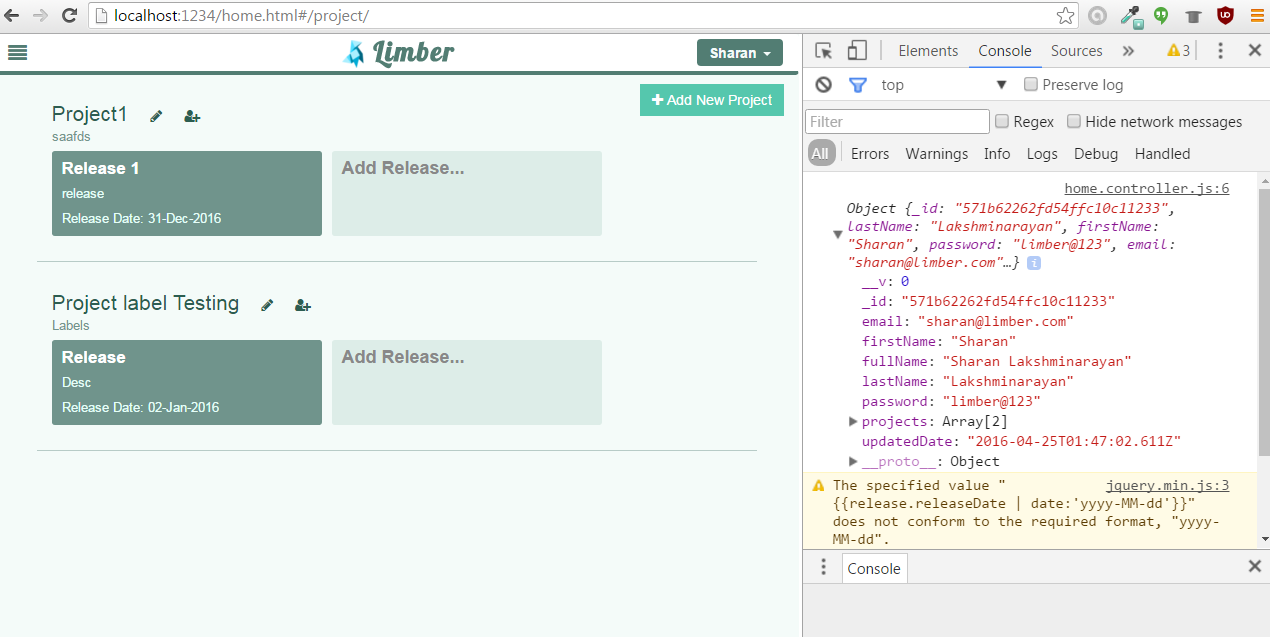 localhost:1234/home.html#/project/
Limber
Sharan
Add New Project
Project1
saafds
Release 1
release
Release Date: 31-Dec-2016
Add Release...
Project label Testing
Labels
Release
Desc
Release Date: 02-Jan-2016
Add Release...
Elements Console Sources » 3
top Preserve log
Filter Regex Hide network messages
All Errors Warnings Info Logs Debug Handled
home.controller.js:6
Object {_id: "571b62262fd54ffc10c11233",
lastName: "Lakshminarayan", firstName:
"Sharan", password: "limber@123", email:
"sharan@limber.com"…} i
__v: 0
_id: "571b62262fd54ffc10c11233"
email: "sharan@limber.com"
firstName: "Sharan"
fullName: "Sharan Lakshminarayan"
lastName: "Lakshminarayan"
password: "limber@123"
projects: Array[2]
updatedDate: "2016-04-25T01:47:02.611Z"
__proto__: Object
The specified value " jquery.min.js:3
{{release.releaseDate | date:'yyyy-MM-dd'}}"
does not conform to the required format, "yyyy-
MM-dd".
Console